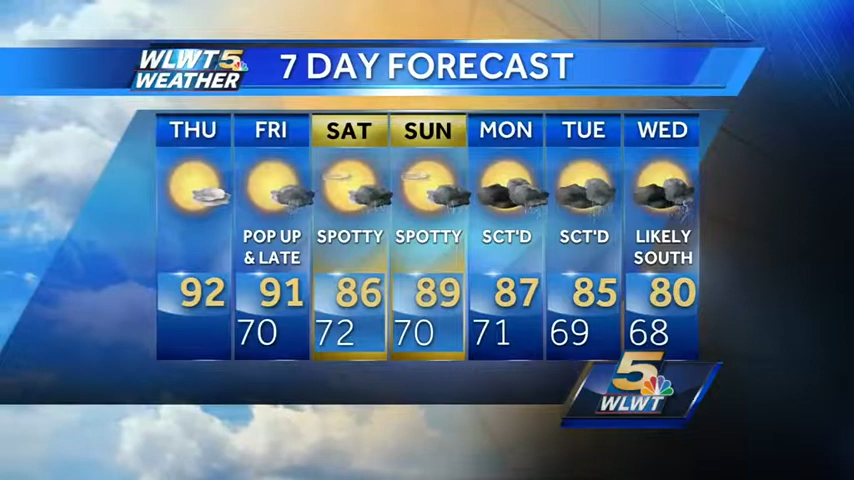 WLWT 5
WEATHER
7 DAY FORECAST
THU FRI SAT SUN MON TUE WED
POP UP SPOTTY SPOTTY SCT'D SCT'D LIKELY
& LATE SOUTH
92 91 86 89 87 85 80
70 72 70 71 69 68
5
WLWT